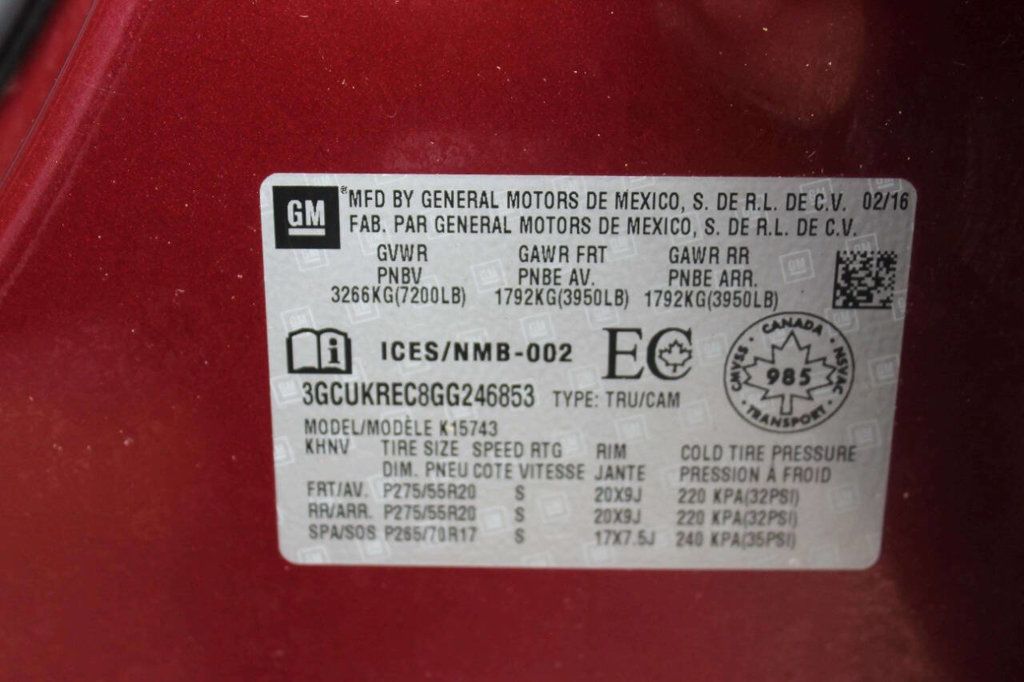 GM ® MFD BY GENERAL MOTORS DE MEXICO, S. DE R.L. DE C.V. 02/16
FAB. PAR GENERAL MOTORS DE MEXICO, S. DE R.L. DE C.V.
GVWR GAWR FRT GAWR RR
PNBV PNBE AV. PNBE ARR.
3266KG(7200LB) 1792KG(3950LB) 1792KG(3950LB)
i ICES/NMB-002 EC
CANADA CMVSS NSVAC 985 TRANSPORT
3GCUKREC8GG246853 TYPE: TRU/CAM
MODEL/MODÈLE K15743
KHNV TIRE SIZE SPEED RTG RIM COLD TIRE PRESSURE
DIM. PNEU COTE VITESSE JANTE PRESSION À FROID
FRT/AV. P275/55R20 S 20X9J 220 KPA(32PSI)
RR/ARR. P275/55R20 S 20X9J 220 KPA(32PSI)
SPA/SOS P265/70R17 S 17X7.5J 240 KPA(35PSI)